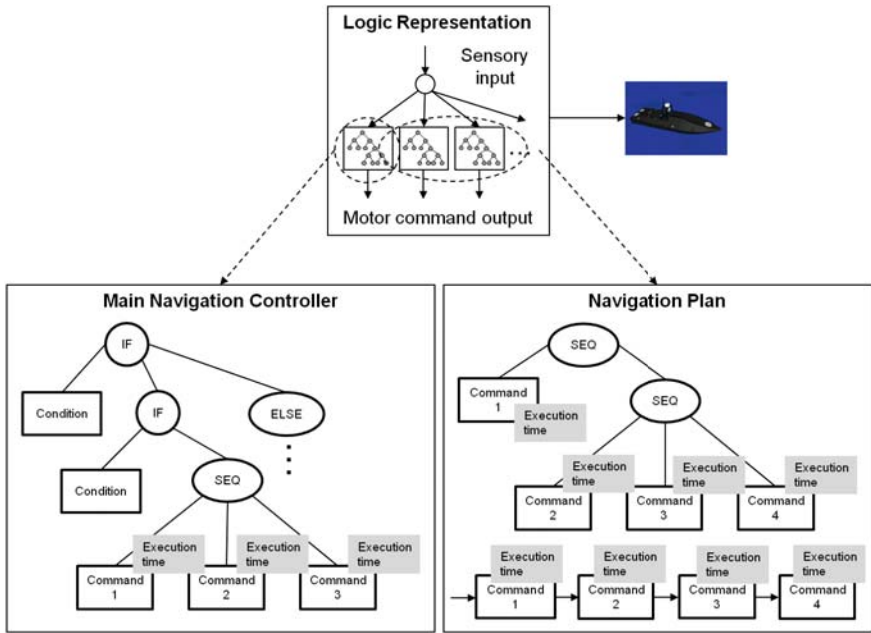 Logic Representation
Sensory
input
...
Motor command output
Main Navigation Controller
IF
Condition
IF
ELSE
Condition
SEQ
Execution
time
Execution
time
Execution
time
Command
1
Command
2
Command
3
Navigation Plan
SEQ
Command
1
Execution
time
SEQ
Execution
time
Execution
time
Execution
time
Command
2
Command
3
Command
4
Execution
time
Execution
time
Execution
time
Execution
time
Command
1
Command
2
Command
3
Command
4